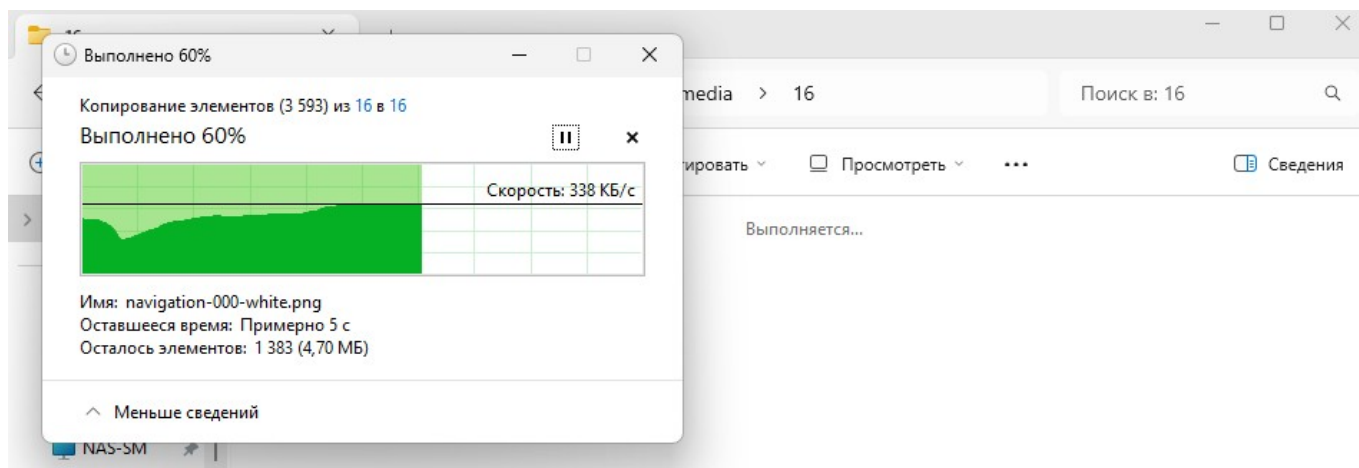 16
Выполнено 60%
Копирование элементов (3 593) из 16 в 16
Выполнено 60%
Скорость: 338 КБ/с
Имя: navigation-000-white.png
Оставшееся время: Примерно 5 с
Осталось элементов: 1 383 (4,70 МБ)
Меньше сведений
media > 16
Поиск в: 16
Просмотреть
Сведения
Выполняется...
NAS-SM